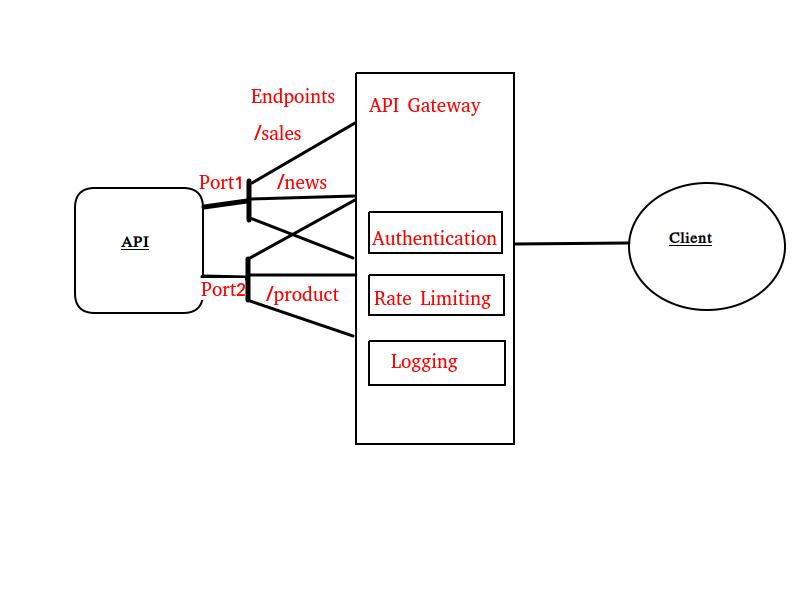 Endpoints
API Gateway
/sales
Port1
/news
API
Authentication
Client
Port2
/product
Rate Limiting
Logging